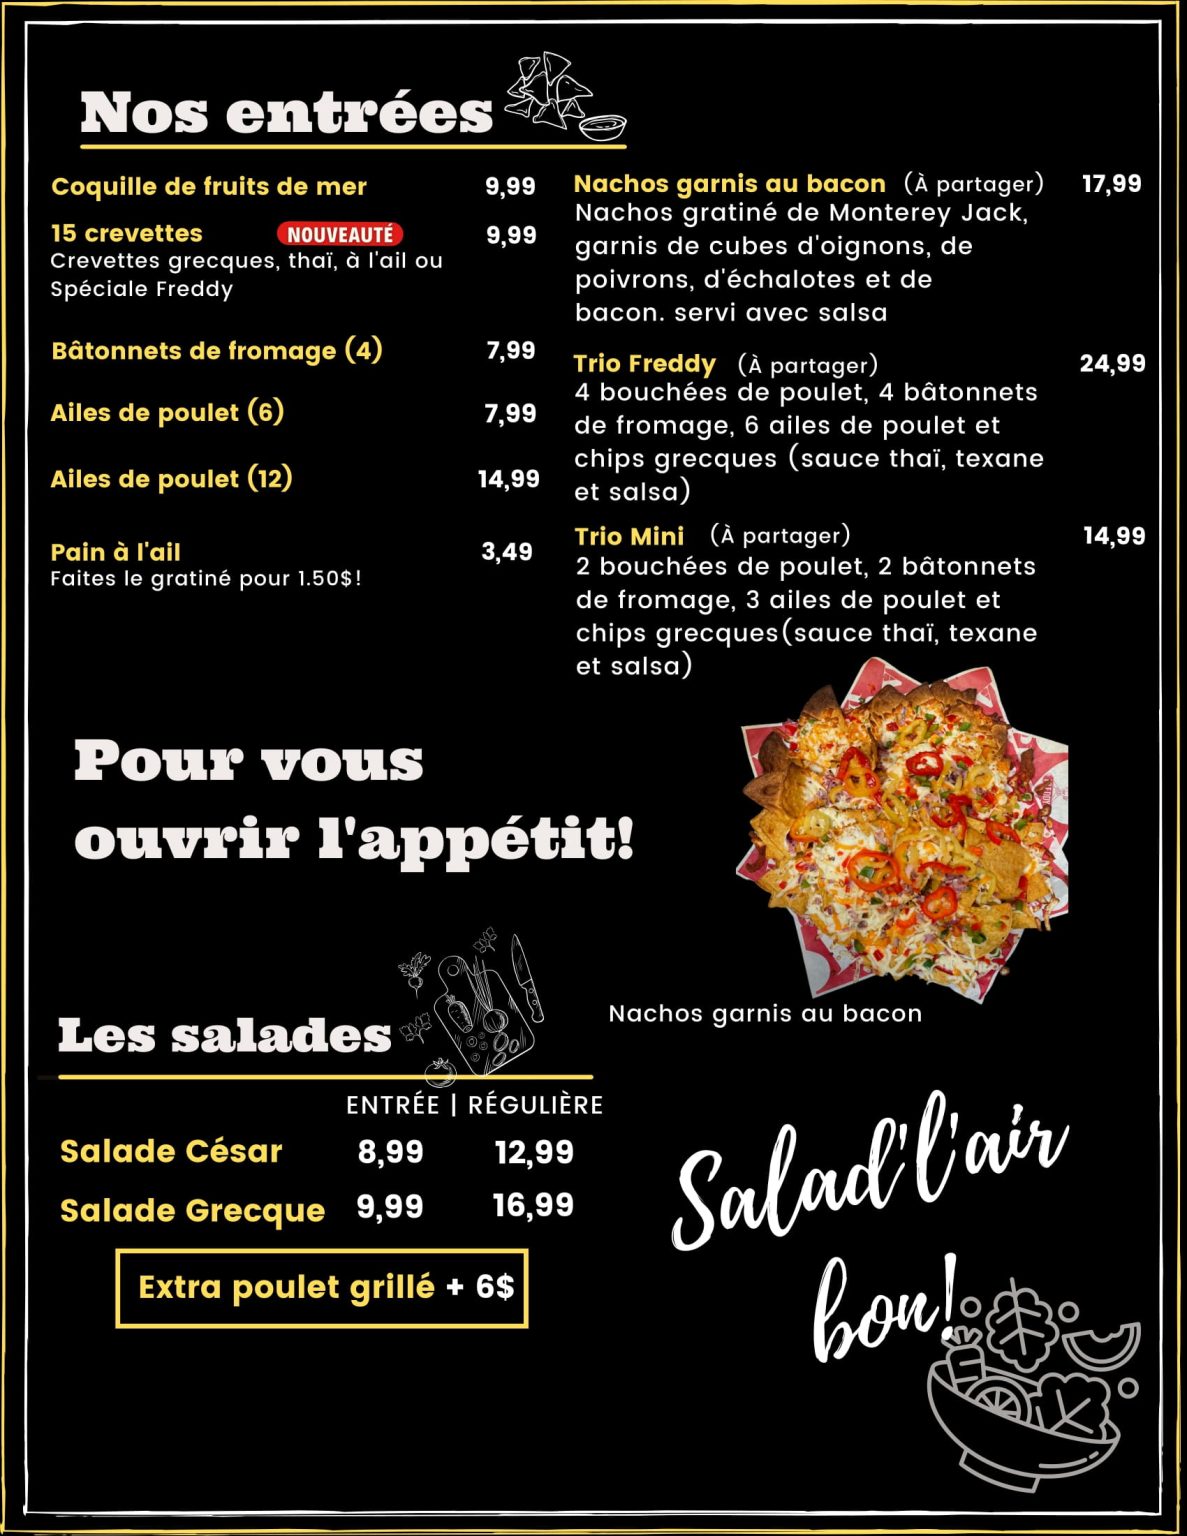 Nos entrées
Coquille de fruits de mer 9,99
15 crevettes NOUVEAUTÉ 9,99
Crevettes grecques, thaï, à l'ail ou
Spéciale Freddy
Bâtonnets de fromage (4) 7,99
Ailes de poulet (6) 7,99
Ailes de poulet (12) 14,99
Pain à l'ail 3,49
Faites le gratiné pour 1.50$!
Nachos garnis au bacon (À partager) 17,99
Nachos gratiné de Monterey Jack,
garnis de cubes d'oignons, de
poivrons, d'échalotes et de
bacon. servi avec salsa
Trio Freddy (À partager) 24,99
4 bouchées de poulet, 4 bâtonnets
de fromage, 6 ailes de poulet et
chips grecques (sauce thaï, texane
et salsa)
Trio Mini (À partager) 14,99
2 bouchées de poulet, 2 bâtonnets
de fromage, 3 ailes de poulet et
chips grecques(sauce thaï, texane
et salsa)
Pour vous
ouvrir l'appétit!
Nachos garnis au bacon
Les salades
ENTRÉE | RÉGULIÈRE
Salade César 8,99 12,99
Salade Grecque 9,99 16,99
Extra poulet grillé + 6$
Salad'l'air
bon!